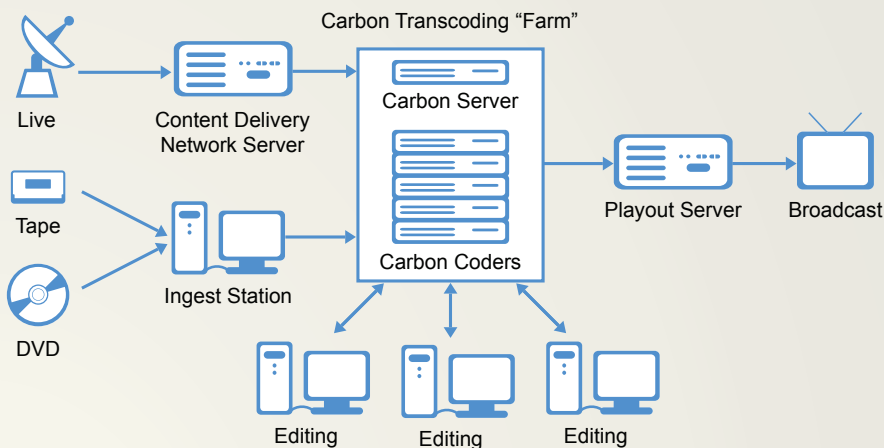 Carbon Transcoding “Farm”
Live
Content Delivery
Network Server
Carbon Server
Tape
Ingest Station
DVD
Carbon Coders
Playout Server
Broadcast
Editing
Editing
Editing